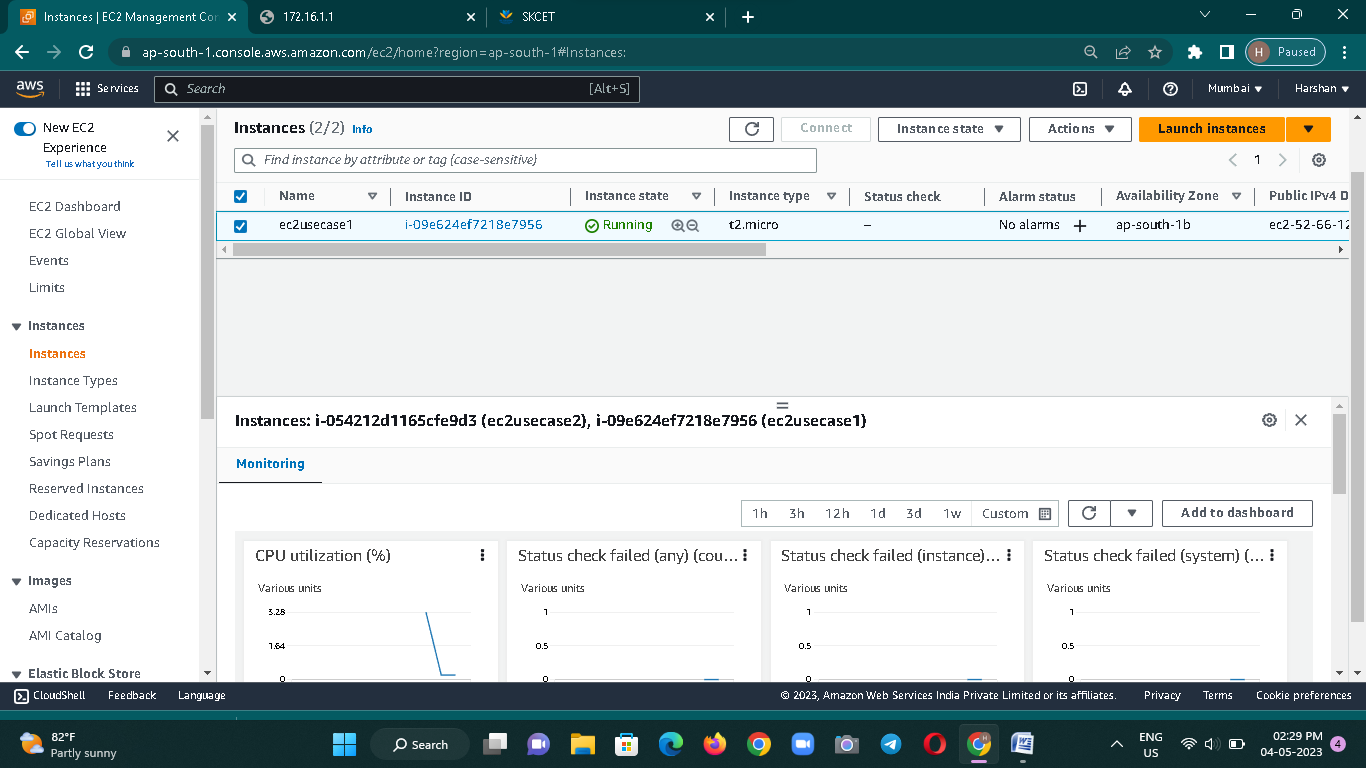 Instances | EC2 Management Con
172.16.1.1
SKCET
ap-south-1.console.aws.amazon.com/ec2/home?region=ap-south-1#Instances:
H Paused
aws Services Search [Alt+S] Mumbai Harshan
New EC2
Experience
Tell us what you think
EC2 Dashboard
EC2 Global View
Events
Limits
Instances
Instances
Instance Types
Launch Templates
Spot Requests
Savings Plans
Reserved Instances
Dedicated Hosts
Capacity Reservations
Images
AMIs
AMI Catalog
Elastic Block Store
Instances (2/2) Info
Connect Instance state Actions Launch instances
Find instance by attribute or tag (case-sensitive)
1
Name Instance ID Instance state Instance type Status check Alarm status Availability Zone Public IPv4 D
ec2usecase1 i-09e624ef7218e7956 Running t2.micro – No alarms + ap-south-1b ec2-52-66-12
Instances: i-054212d1165cfe9d3 (ec2usecase2), i-09e624ef7218e7956 (ec2usecase1)
Monitoring
1h 3h 12h 1d 3d 1w Custom Add to dashboard
CPU utilization (%)
Various units
3.28
1.64
0
Status check failed (any) (cou...
Various units
1
0.5
0
Status check failed (instance)...
Various units
1
0.5
0
Status check failed (system) (...
Various units
1
0.5
0
CloudShell Feedback Language © 2023, Amazon Web Services India Private Limited or its affiliates. Privacy Terms Cookie preferences
82°F
Partly sunny
Search
ENG
US
02:29 PM
04-05-2023
4